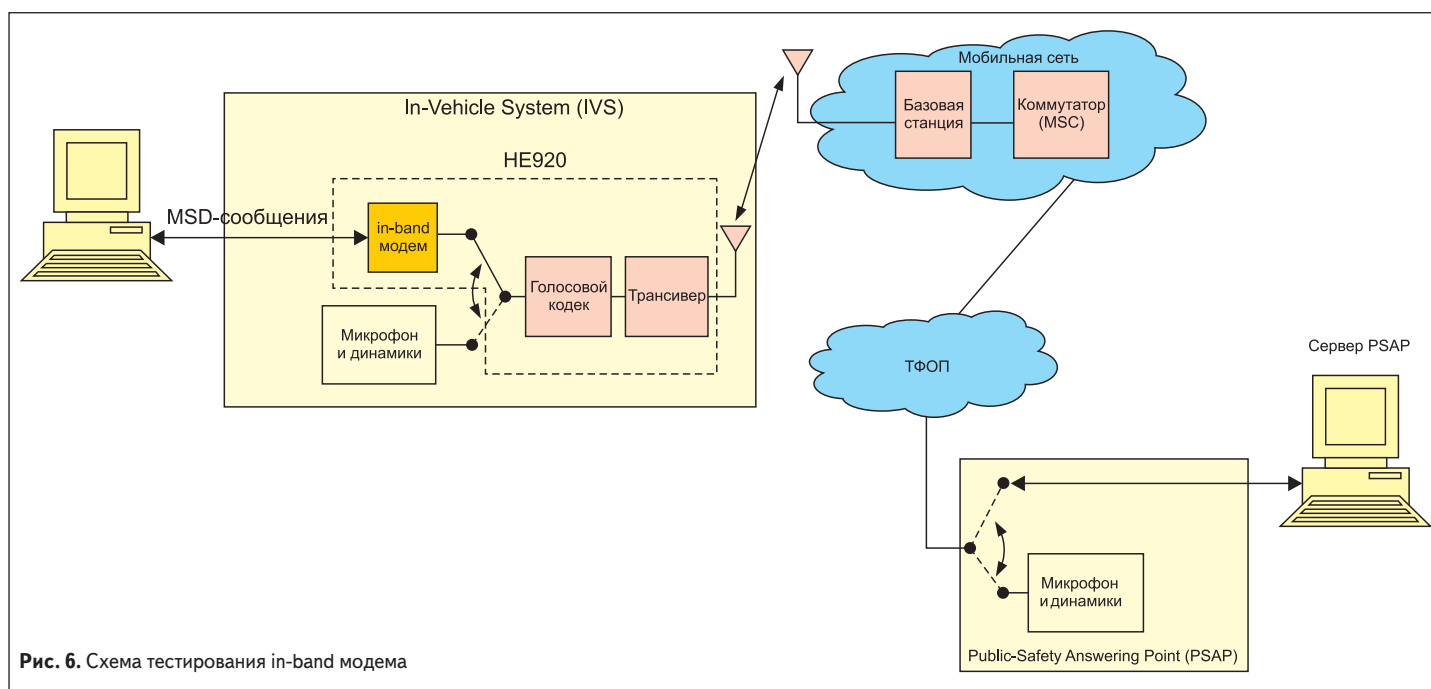 Мобильная сеть
Базовая
станция
Коммутатор
(MSC)
In-Vehicle System (IVS)
HE920
MSD-сообщения
in-band
модем
Голосовой
кодек
Трансивер
Микрофон
и динамики
ТФОП
Сервер PSAP
Микрофон
и динамики
Public-Safety Answering Point (PSAP)
Рис. 6. Схема тестирования in-band модема